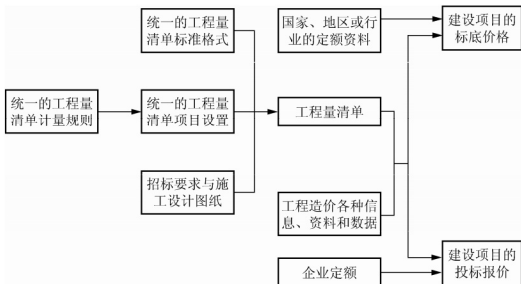 统一的工程量
清单标准格式
国家、地区或行
业的定额资料
建设项目的
标底价格
统一的工程量
清单计量规则
统一的工程量
清单项目设置
工程量清单
招标要求与施
工设计图纸
工程造价各种信
息、资料和数据
建设项目的
投标报价
企业定额